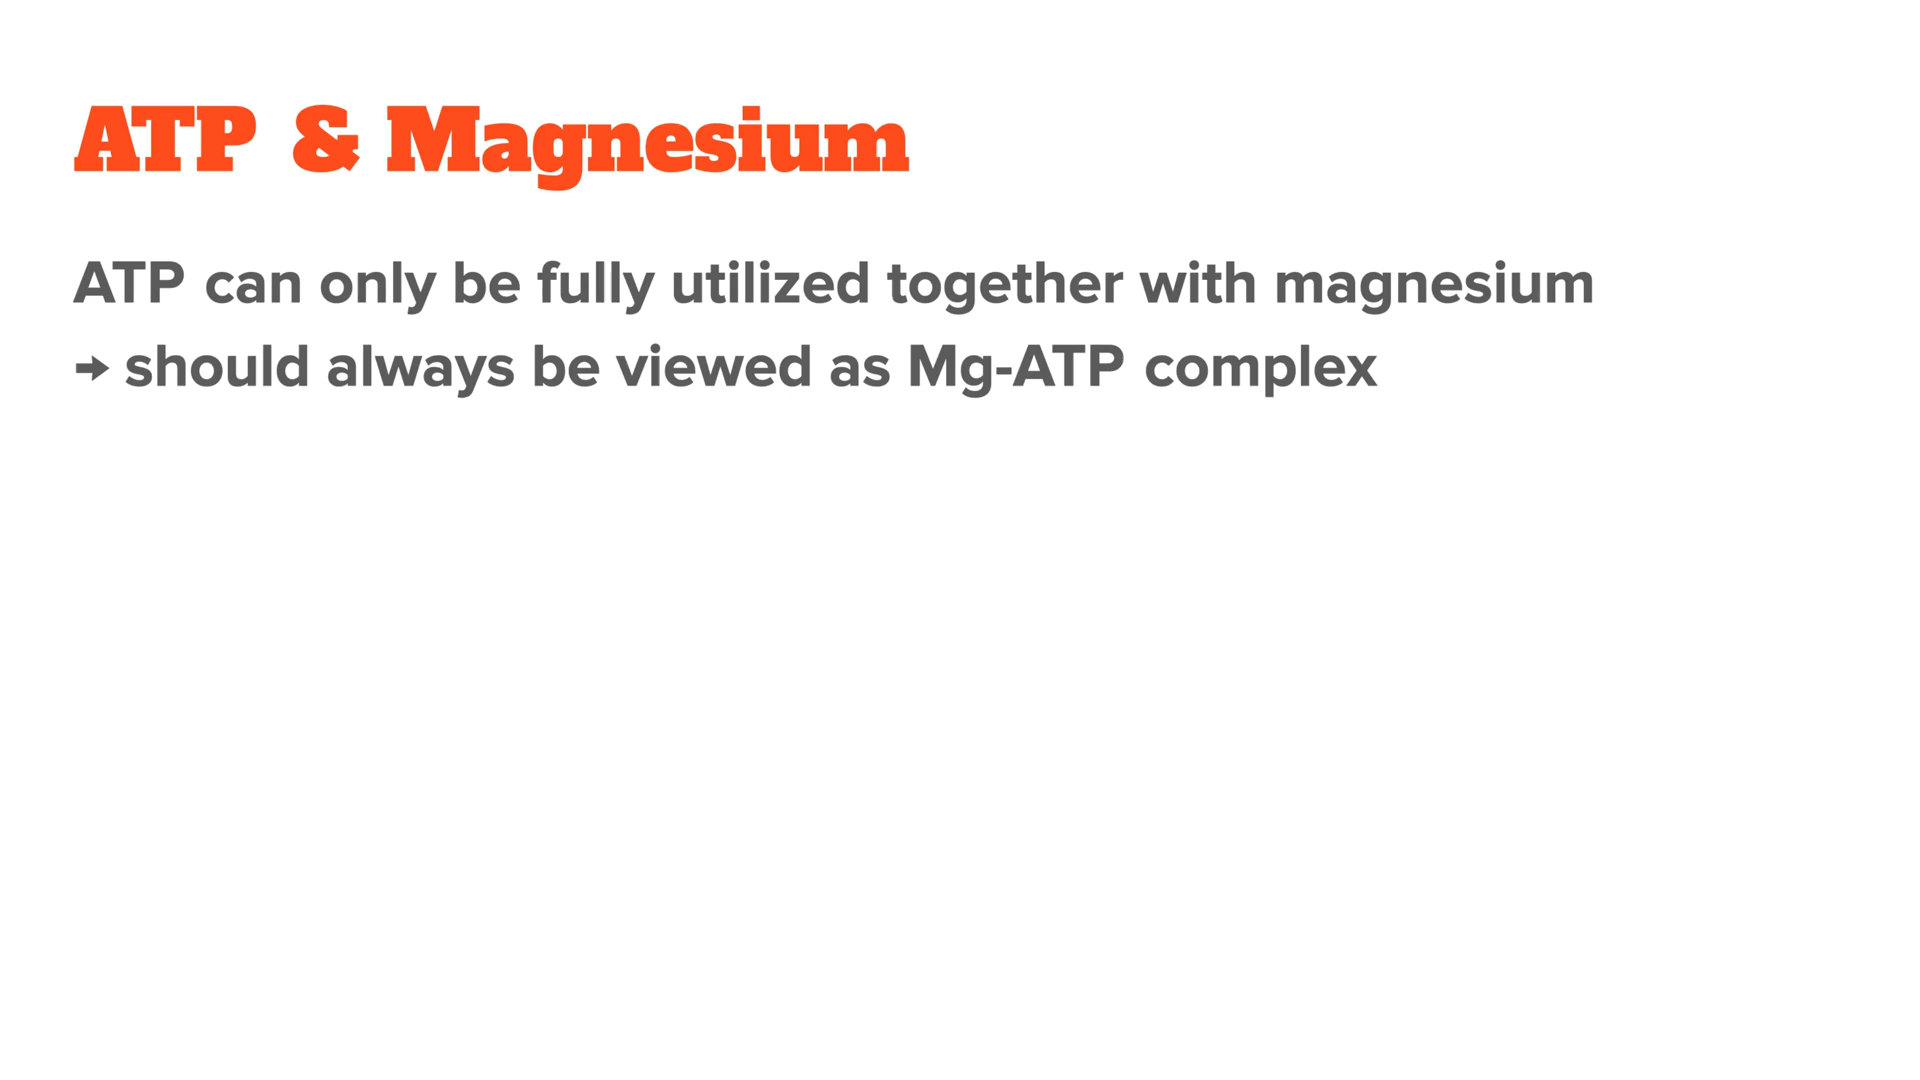 ATP & Magnesium
ATP can only be fully utilized together with magnesium
→ should always be viewed as Mg-ATP complex